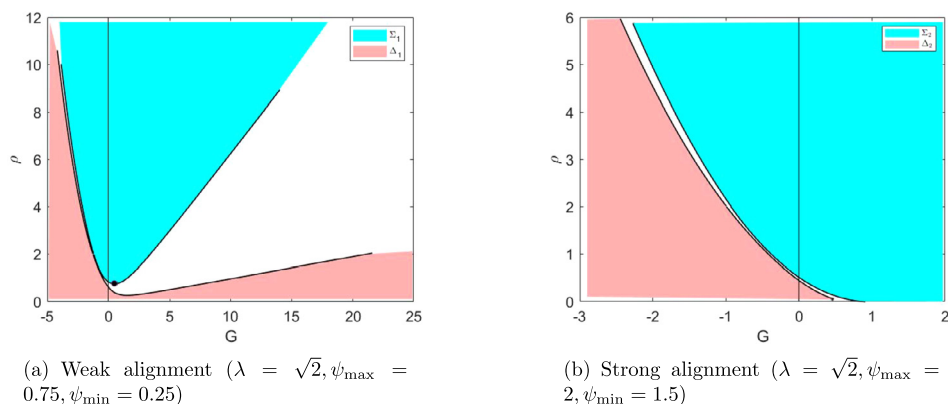 12
10
8
6
4
2
0
ρ
-5 0 5 10 15 20 25
G
Σ₁
Δ₁
(a) Weak alignment (λ = √2, ψmax =
0.75, ψmin = 0.25)
6
5
4
3
2
1
0
ρ
-3 -2 -1 0 1 2
G
Σ₂
Δ₂
(b) Strong alignment (λ = √2, ψmax =
2, ψmin = 1.5)